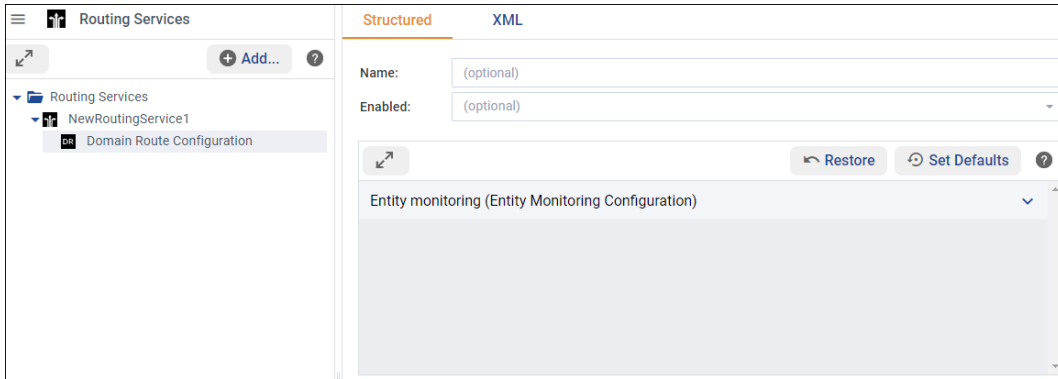 Routing Services
Structured
XML
Add...
?
Routing Services
NewRoutingService1
DR Domain Route Configuration
Name: (optional)
Enabled: (optional)
Restore
Set Defaults
?
Entity monitoring (Entity Monitoring Configuration)